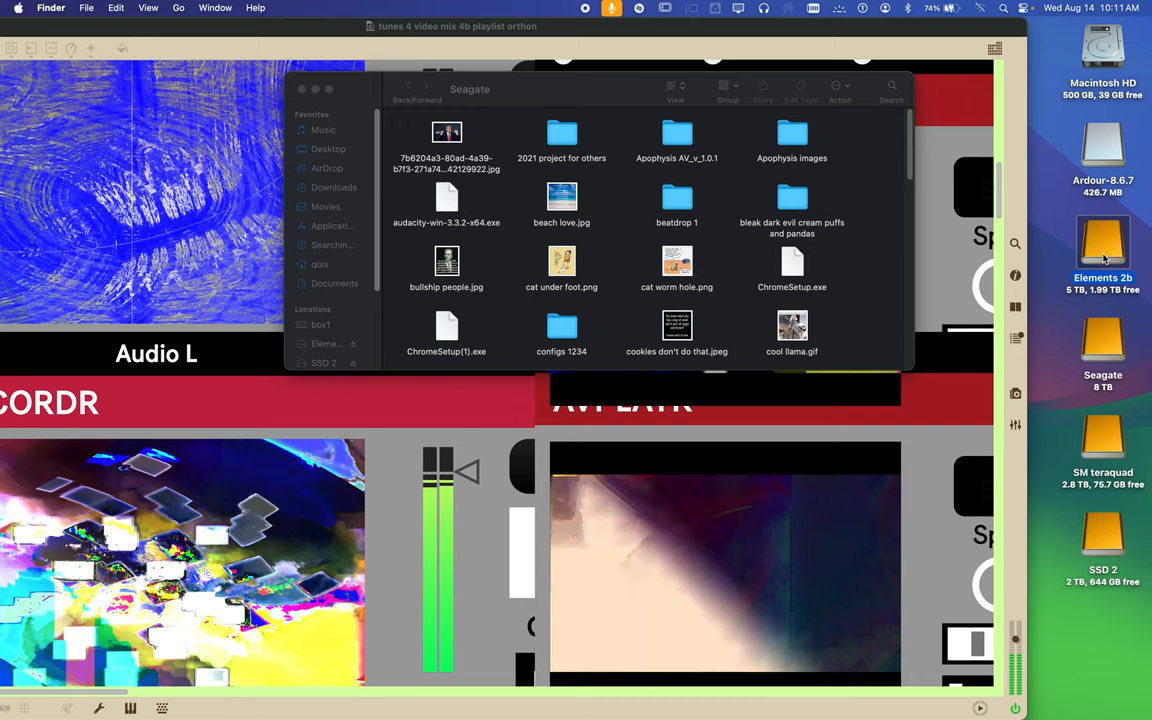 Finder File Edit View Go Window Help
74% Wed Aug 14 10:11 AM
tunes 4 video mix 4b playlist orthon
Seagate
Back/Forward
View Group Share Edit Tags Action Search
Favorites
Music
Desktop
AirDrop
Downloads
Movies
Applicati...
Searchin...
qoix
Documents
Locations
box1
Eleme...
SSD 2
7b6204a3-80ad-4a39-
b7f3-271a74...42129922.jpg
2021 project for others
Apophysis AV_v_1.0.1
Apophysis images
audacity-win-3.3.2-x64.exe
beach love.jpg
beatdrop 1
bleak dark evil cream puffs
and pandas
bullship people.jpg
cat under foot.png
cat worm hole.png
ChromeSetup.exe
ChromeSetup(1).exe
configs 1234
cookies don't do that.jpeg
cool llama.gif
Audio L
CORDR
AVPLAYR
Sp
Sp
Macintosh HD
500 GB, 39 GB free
Ardour-8.6.7
426.7 MB
Elements 2b
5 TB, 1.99 TB free
Seagate
8 TB
SM teraquad
2.8 TB, 75.7 GB free
SSD 2
2 TB, 644 GB free